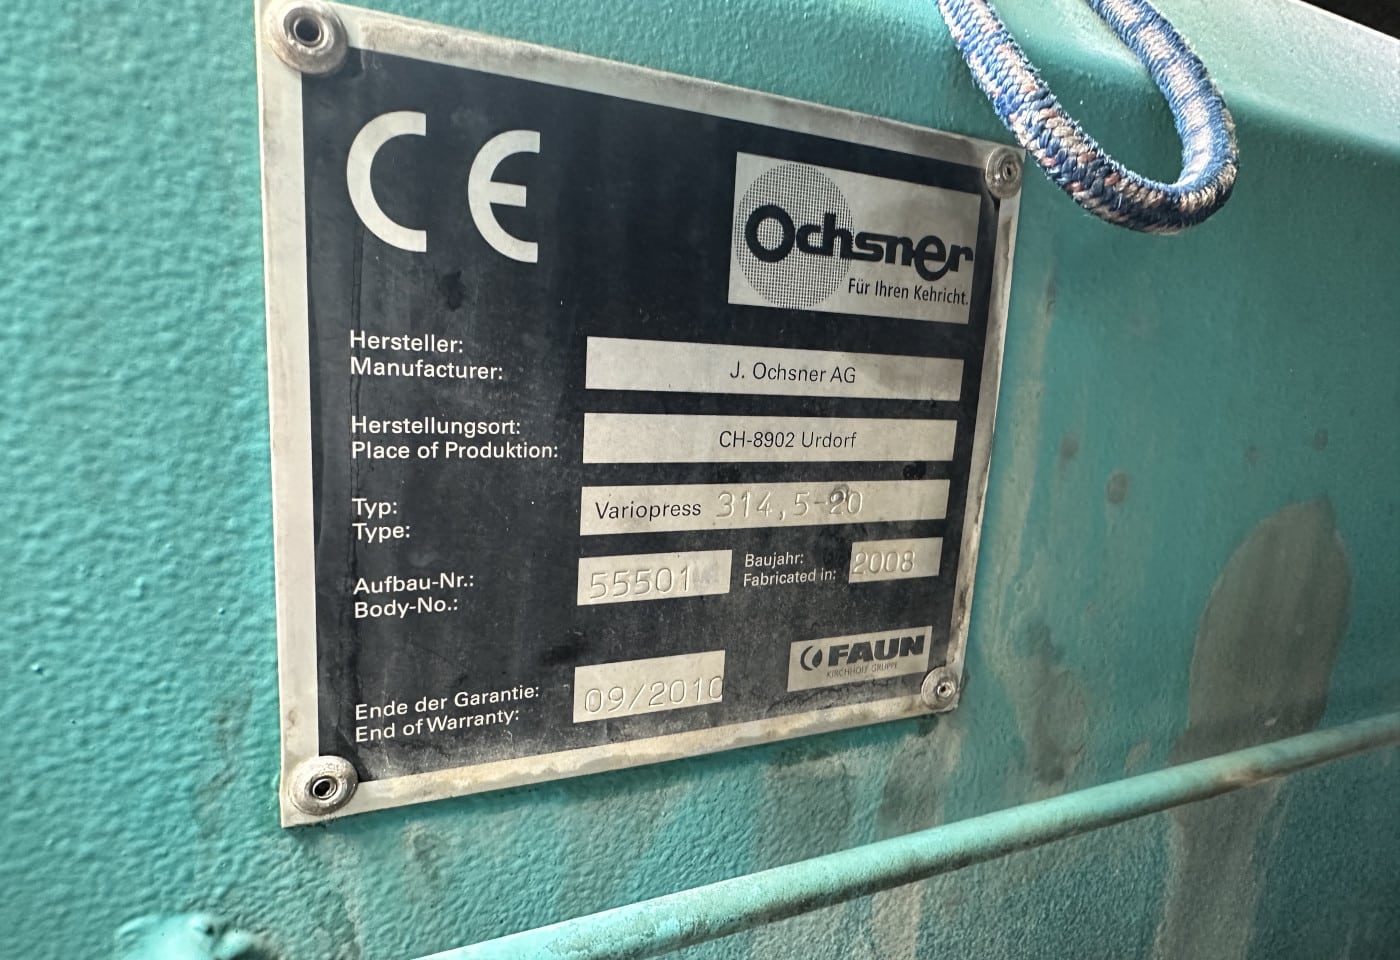 CE
Ochsner
Für Ihren Kehricht.
Hersteller:
Manufacturer:
J. Ochsner AG
Herstellungsort:
Place of Produktion:
CH-8902 Urdorf
Typ:
Type:
Variopress 314,5-20
Aufbau-Nr.:
Body-No.:
55501
Baujahr:
Fabricated in:
2008
FAUN
KIRCHHOFF GRUPPE
Ende der Garantie:
End of Warranty:
09/2010